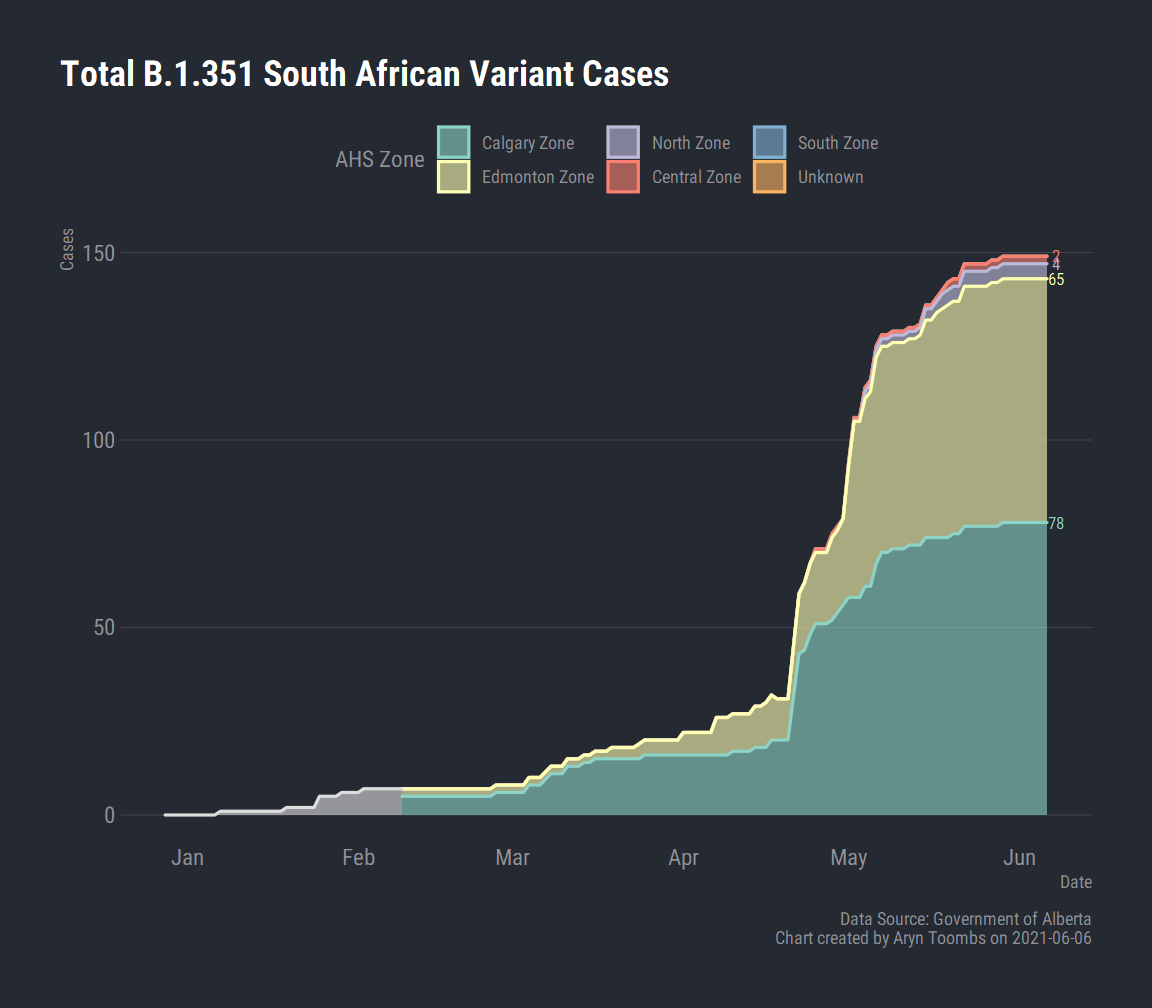 Total B.1.351 South African Variant Cases
AHS Zone
Calgary Zone
North Zone
South Zone
Edmonton Zone
Central Zone
Unknown
Cases
150
100
50
0
2
4
65
78
Jan
Feb
Mar
Apr
May
Jun
Date
Data Source: Government of Alberta
Chart created by Aryn Toombs on 2021-06-06